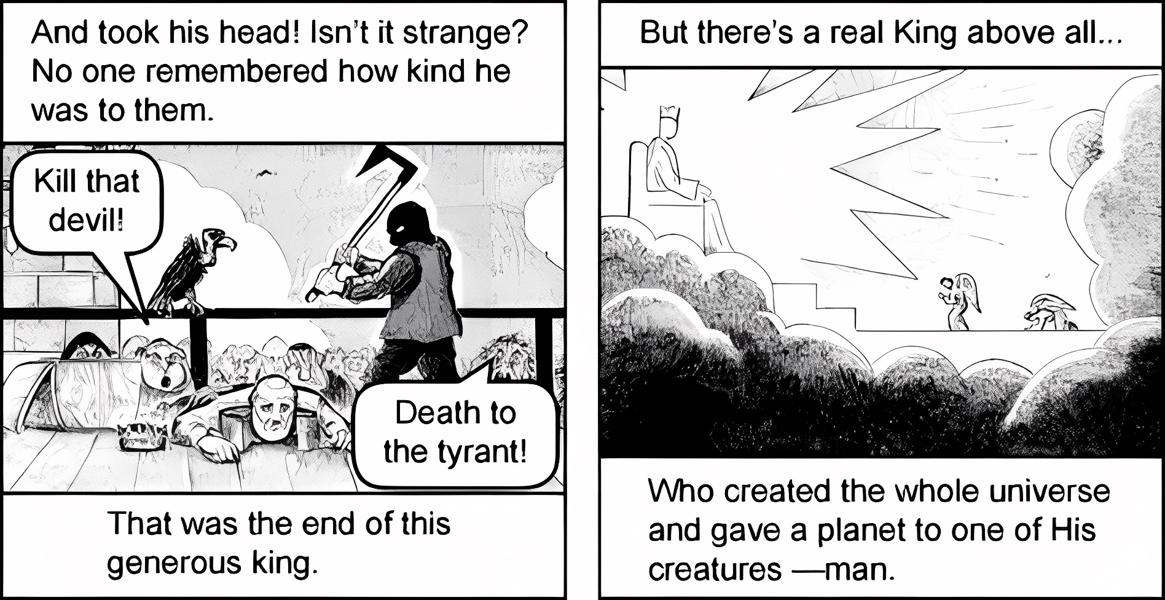 And took his head! Isn't it strange?
No one remembered how kind he
was to them.
Kill that
devil!
Death to
the tyrant!
That was the end of this
generous king.
But there's a real King above all...
Who created the whole universe
and gave a planet to one of His
creatures —man.